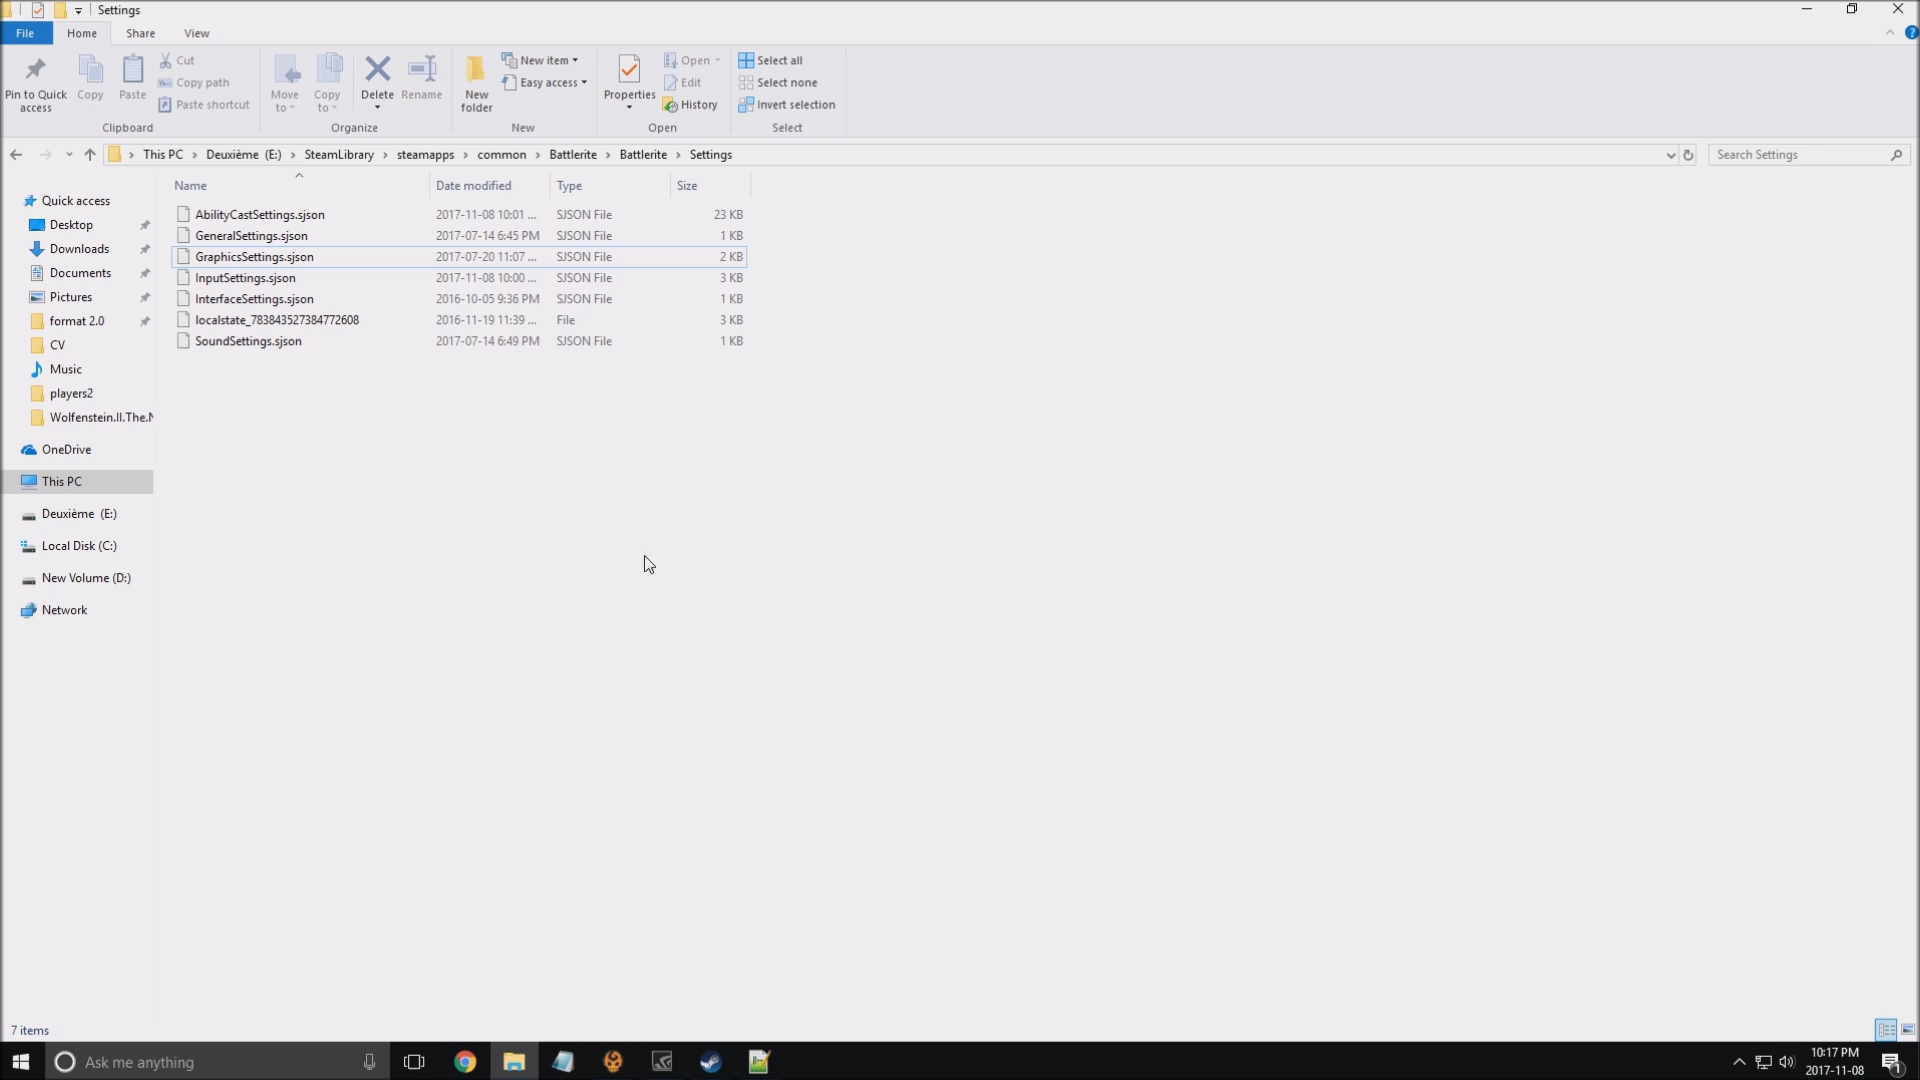 Settings
File Home Share View
Pin to Quick access
Copy
Paste
Cut
Copy path
Paste shortcut
Clipboard
Move to
Copy to
Delete
Rename
Organize
New folder
New item
Easy access
New
Properties
Open
Edit
History
Open
Select all
Select none
Invert selection
Select
This PC > Deuxième (E:) > SteamLibrary > steamapps > common > Battlerite > Battlerite > Settings
Search Settings
Name Date modified Type Size
AbilityCastSettings.sjson 2017-11-08 10:01 ... SJSON File 23 KB
GeneralSettings.sjson 2017-07-14 6:45 PM SJSON File 1 KB
GraphicsSettings.sjson 2017-07-20 11:07 ... SJSON File 2 KB
InputSettings.sjson 2017-11-08 10:00 ... SJSON File 3 KB
InterfaceSettings.sjson 2016-10-05 9:36 PM SJSON File 1 KB
localstate_783843527384772608 2016-11-19 11:39 ... File 3 KB
SoundSettings.sjson 2017-07-14 6:49 PM SJSON File 1 KB
Quick access
Desktop
Downloads
Documents
Pictures
format 2.0
CV
Music
players2
Wolfenstein.II.The.N
OneDrive
This PC
Deuxième (E:)
Local Disk (C:)
New Volume (D:)
Network
7 items
Ask me anything
10:17 PM
2017-11-08
1